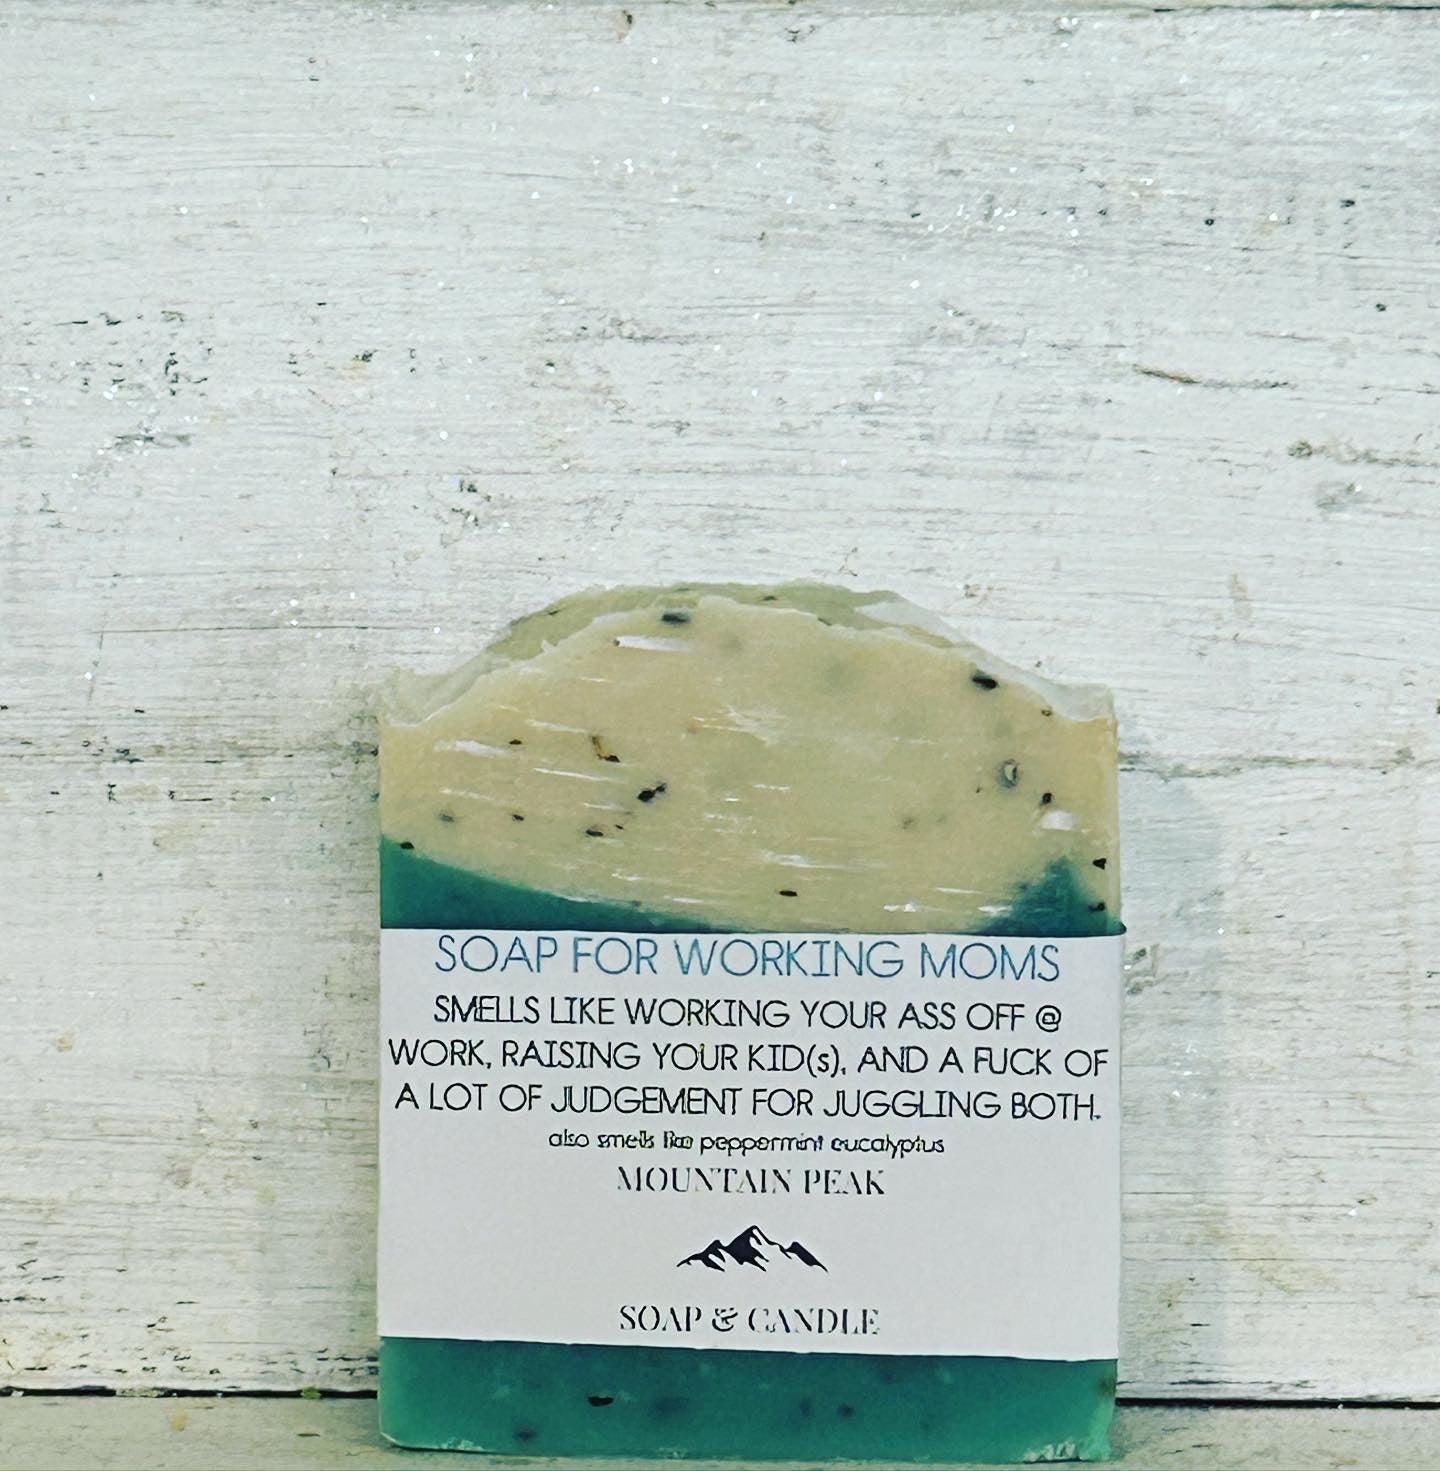 SOAP FOR WORKING MOMS
SMELLS LIKE WORKING YOUR ASS OFF @
WORK, RAISING YOUR KID(s), AND A FUCK OF
A LOT OF JUDGEMENT FOR JUGGLING BOTH.
also smells like peppermint eucalyptus
MOUNTAIN PEAK
SOAP & CANDLE